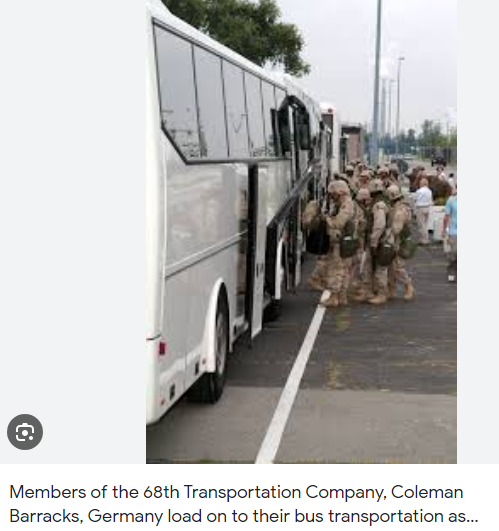 Members of the 68th Transportation Company, Coleman
Barracks, Germany load on to their bus transportation as...